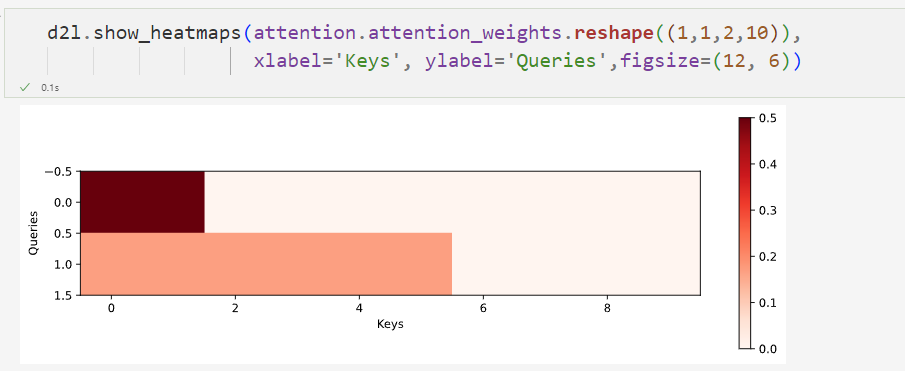 d2l.show_heatmaps(attention.attention_weights.reshape((1,1,2,10)),
xlabel='Keys', ylabel='Queries',figsize=(12, 6))
0.1s
0.5
0.4
0.3
0.2
0.1
0.0
−0.5
0.0
0.5
1.0
1.5
Queries
0 2 4 6 8
Keys